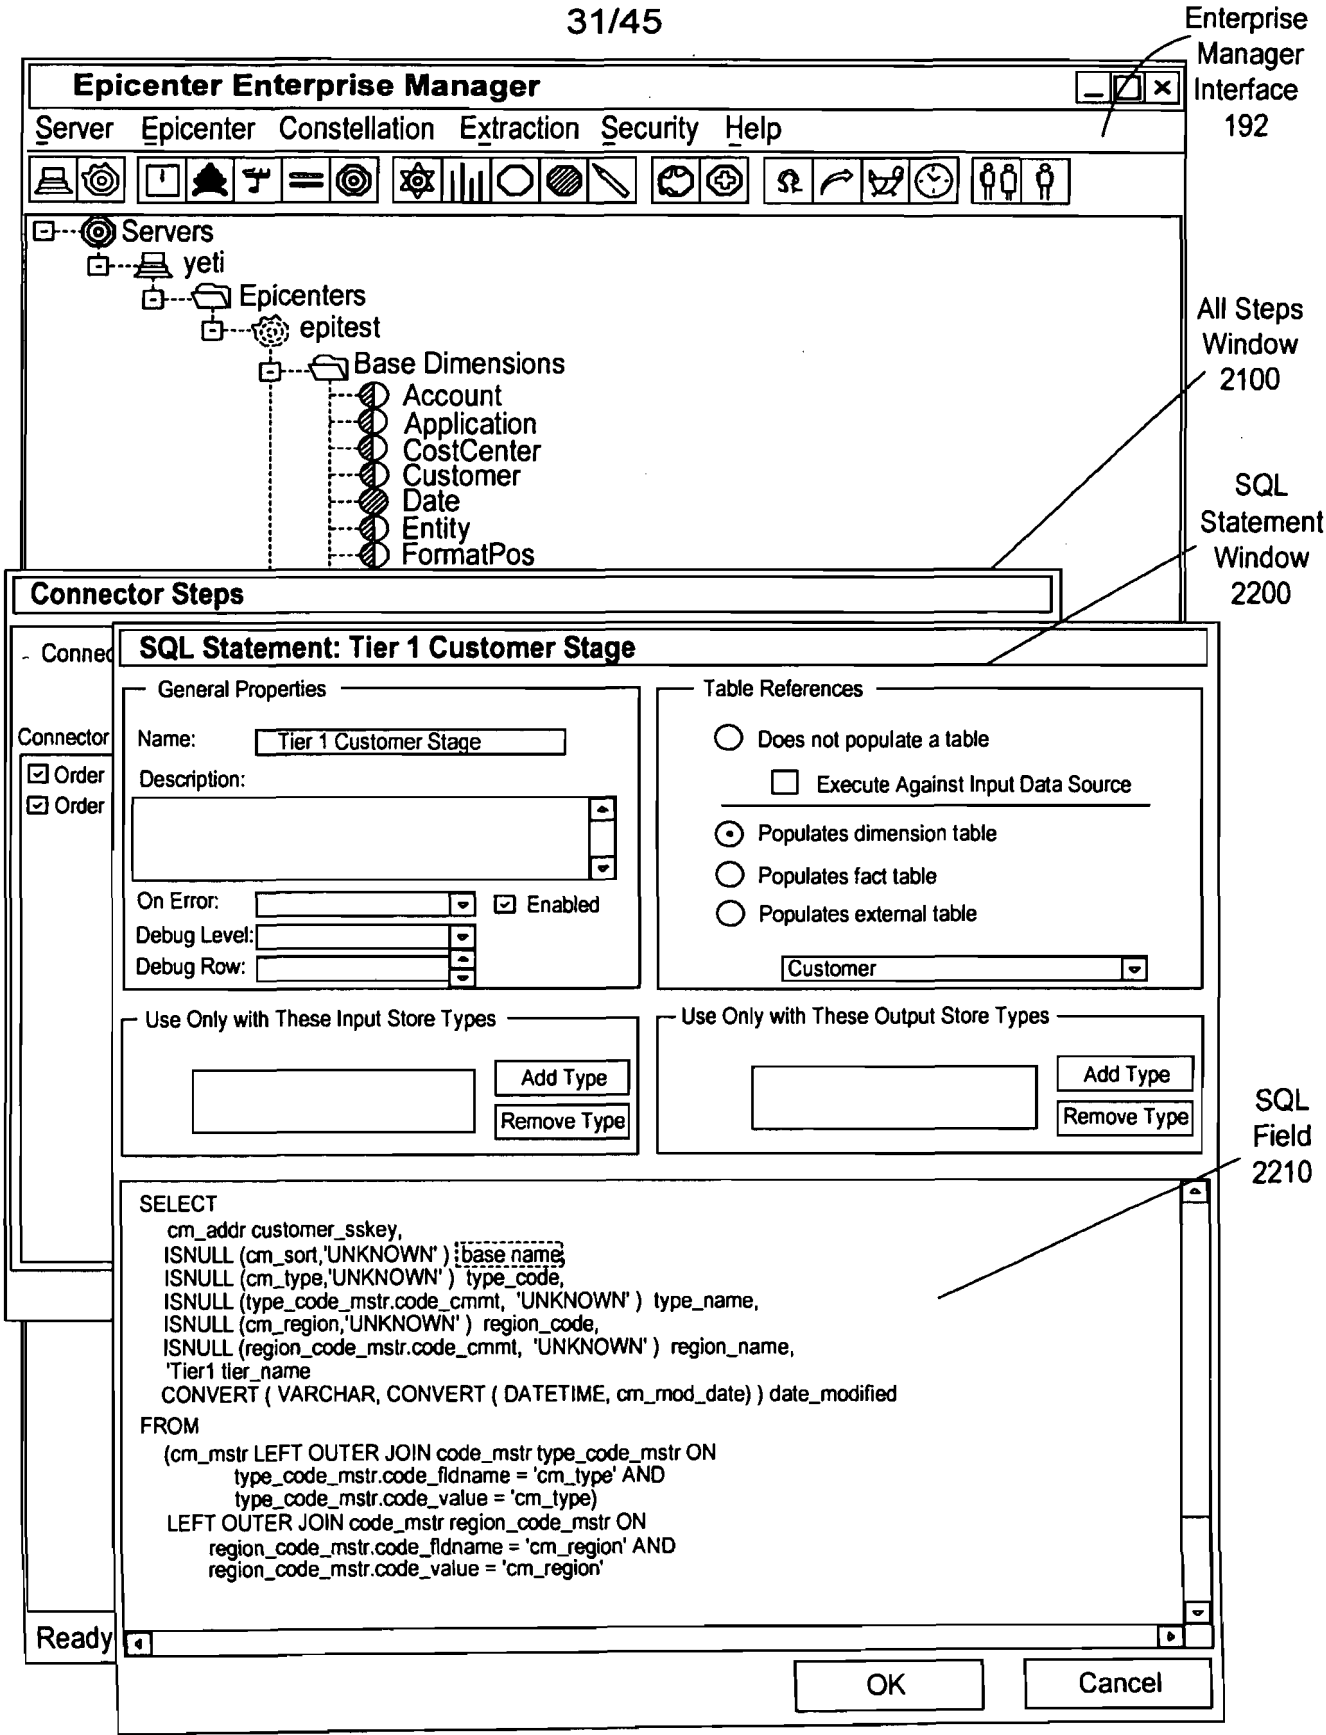 31/45
Enterprise
Manager
Interface
192
Epicenter Enterprise Manager
Server Epicenter Constellation Extraction Security Help
Servers
yeti
Epicenters
epitest
Base Dimensions
Account
Application
CostCenter
Customer
Date
Entity
FormatPos
All Steps
Window
2100
SQL
Statement
Window
2200
Connector Steps
Connec
Connector
Order
Order
SQL Statement: Tier 1 Customer Stage
General Properties
Name: Tier 1 Customer Stage
Description:
On Error: Enabled
Debug Level:
Debug Row:
Table References
Does not populate a table
Execute Against Input Data Source
Populates dimension table
Populates fact table
Populates external table
Customer
Use Only with These Input Store Types
Add Type
Remove Type
Use Only with These Output Store Types
Add Type
Remove Type
SQL
Field
2210
SELECT
cm_addr customer_sskey,
ISNULL (cm_sort,'UNKNOWN' ) base name,
ISNULL (cm_type,'UNKNOWN' ) type_code,
ISNULL (type_code_mstr.code_cmmt, 'UNKNOWN' ) type_name,
ISNULL (cm_region,'UNKNOWN' ) region_code,
ISNULL (region_code_mstr.code_cmmt, 'UNKNOWN' ) region_name,
'Tier1 tier_name
CONVERT ( VARCHAR, CONVERT ( DATETIME, cm_mod_date) ) date_modified
FROM
(cm_mstr LEFT OUTER JOIN code_mstr type_code_mstr ON
type_code_mstr.code_fldname = 'cm_type' AND
type_code_mstr.code_value = 'cm_type)
LEFT OUTER JOIN code_mstr region_code_mstr ON
region_code_mstr.code_fldname = 'cm_region' AND
region_code_mstr.code_value = 'cm_region'
Ready
OK
Cancel